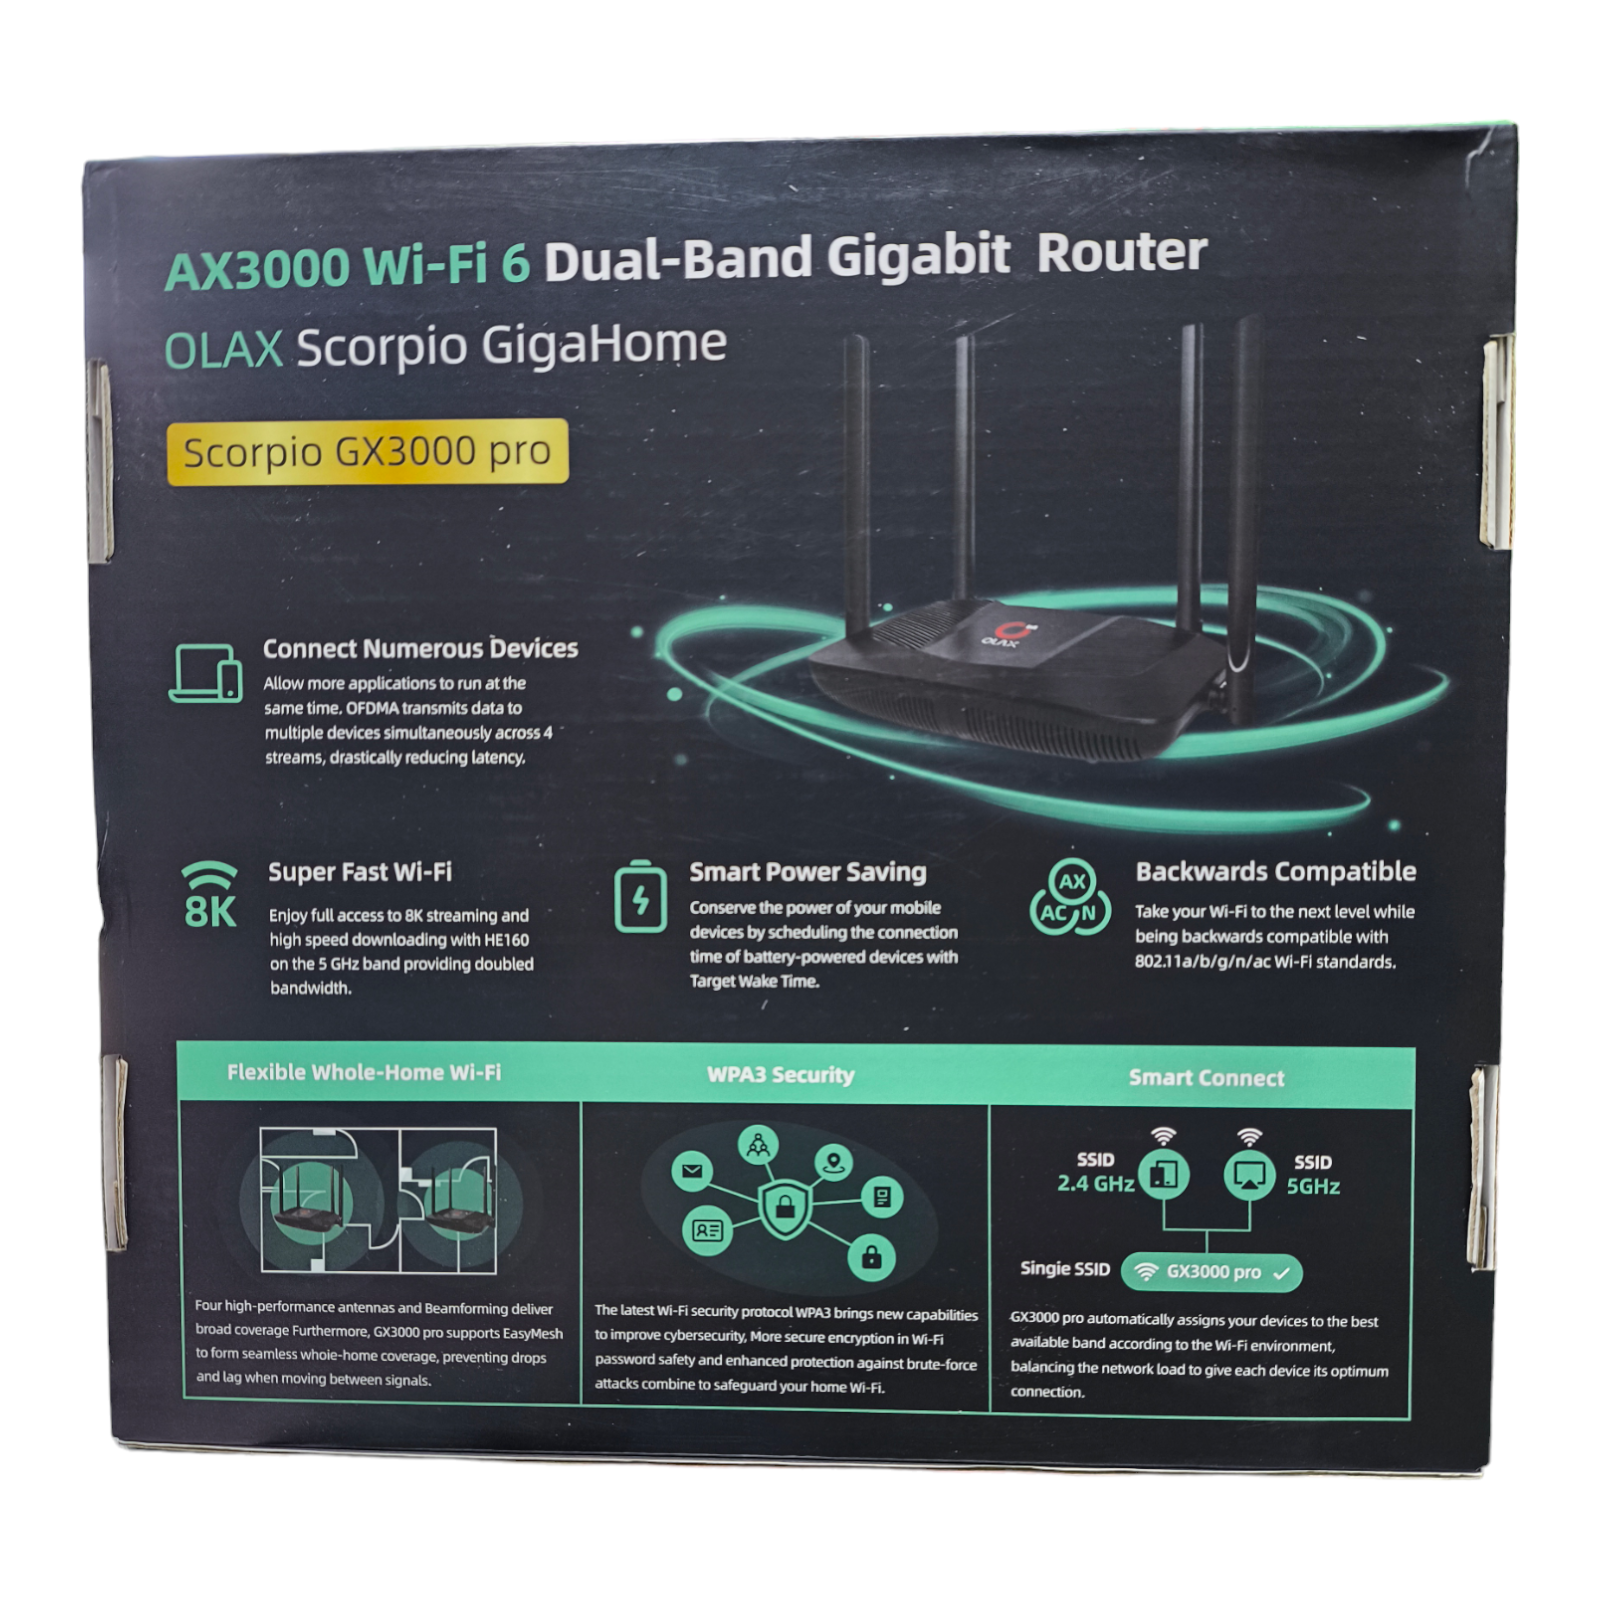 AX3000 Wi-Fi 6 Dual-Band Gigabit Router
OLAX Scorpio GigaHome
Scorpio GX3000 pro
OLAX
Connect Numerous Devices
Allow more applications to run at the
same time. OFDMA transmits data to
multiple devices simultaneously across 4
streams, drastically reducing latency.
8K
Super Fast Wi-Fi
Enjoy full access to 8K streaming and
high speed downloading with HE160
on the 5 GHz band providing doubled
bandwidth.
Smart Power Saving
Conserve the power of your mobile
devices by scheduling the connection
time of battery-powered devices with
Target Wake Time.
AX
AC N
Backwards Compatible
Take your Wi-Fi to the next level while
being backwards compatible with
802.11a/b/g/n/ac Wi-Fi standards.
Flexible Whole-Home Wi-Fi
Four high-performance antennas and Beamforming deliver
broad coverage Furthermore, GX3000 pro supports EasyMesh
to form seamless whoie-home coverage, preventing drops
and lag when moving between signals.
WPA3 Security
The latest Wi-Fi security protocol WPA3 brings new capabilities
to improve cybersecurity, More secure encryption in Wi-Fi
password safety and enhanced protection against brute-force
attacks combine to safeguard your home Wi-Fi.
Smart Connect
SSID
2.4 GHz
SSID
5GHz
Singie SSID
GX3000 pro
GX3000 pro automatically assigns your devices to the best
available band according to the Wi-Fi environment,
balancing the network load to give each device its optimum
connection.